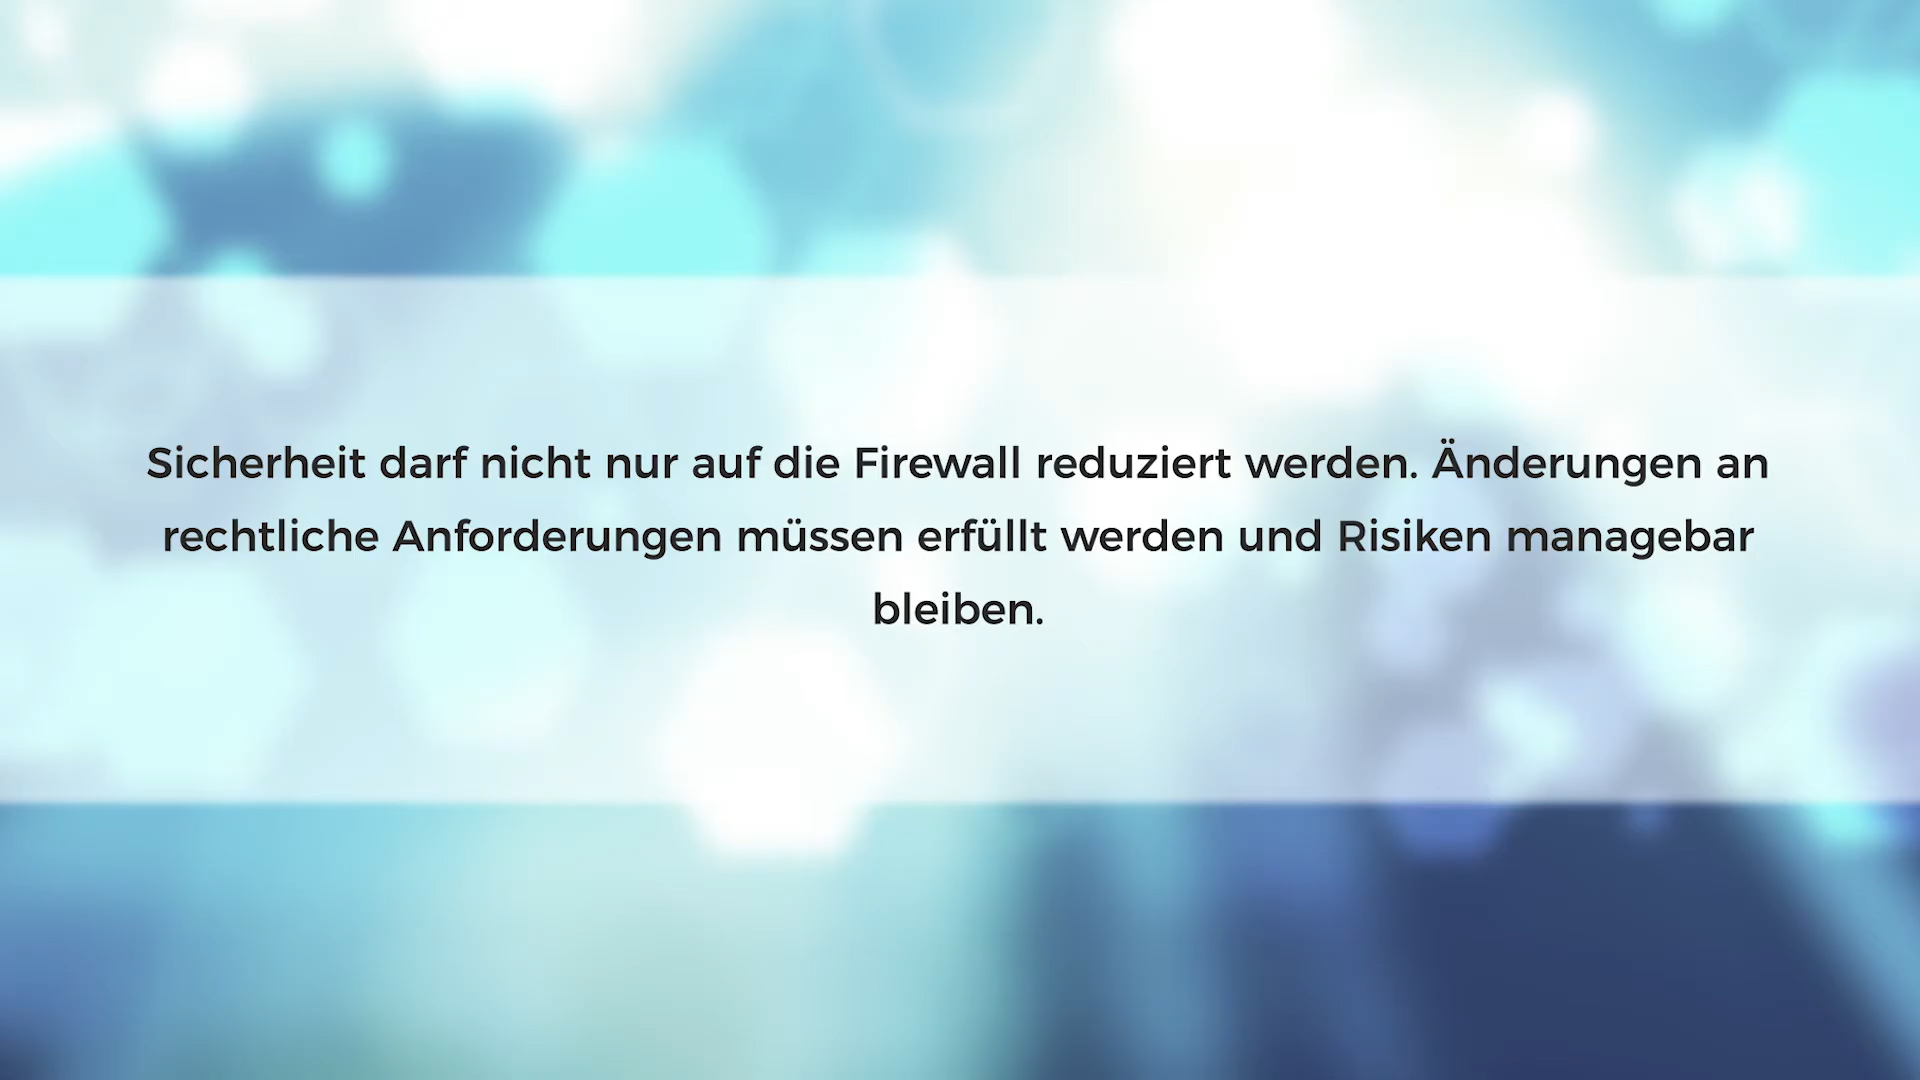 Sicherheit darf nicht nur auf die Firewall reduziert werden. Änderungen an
rechtliche Anforderungen müssen erfüllt werden und Risiken managebar
bleiben.